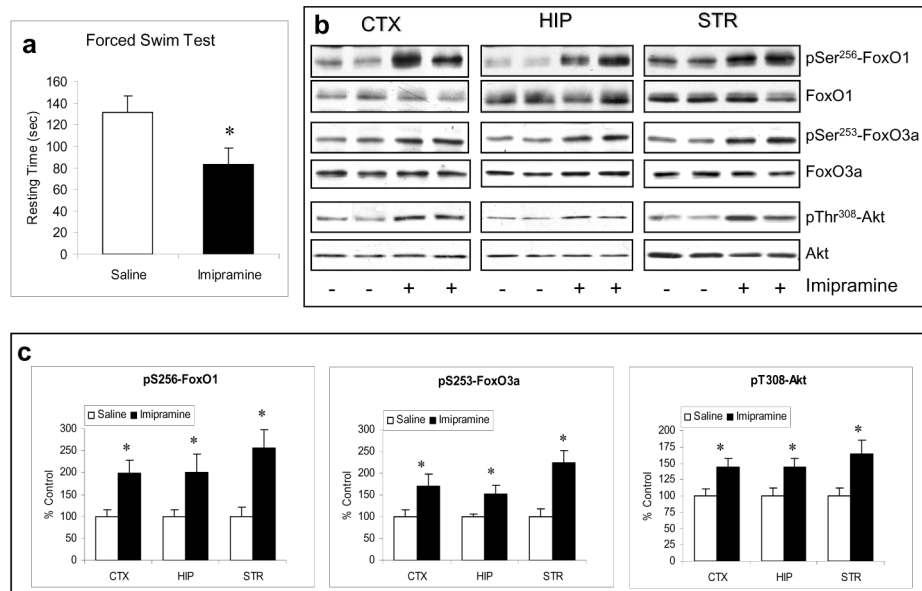 a
Forced Swim Test
Resting Time (sec)
160
140
120
100
80
60
40
20
0
*
Saline
Imipramine
b
CTX HIP STR
pSer256-FoxO1
FoxO1
pSer253-FoxO3a
FoxO3a
pThr308-Akt
Akt
- - + + - - + + - - + + Imipramine
c
pS256-FoxO1
Saline Imipramine
% Control
300
250
200
150
100
50
0
* * *
CTX HIP STR
pS253-FoxO3a
Saline Imipramine
% Control
300
250
200
150
100
50
0
* * *
CTX HIP STR
pT308-Akt
Saline Imipramine
% Control
200
175
150
125
100
75
50
25
0
* * *
CTX HIP STR